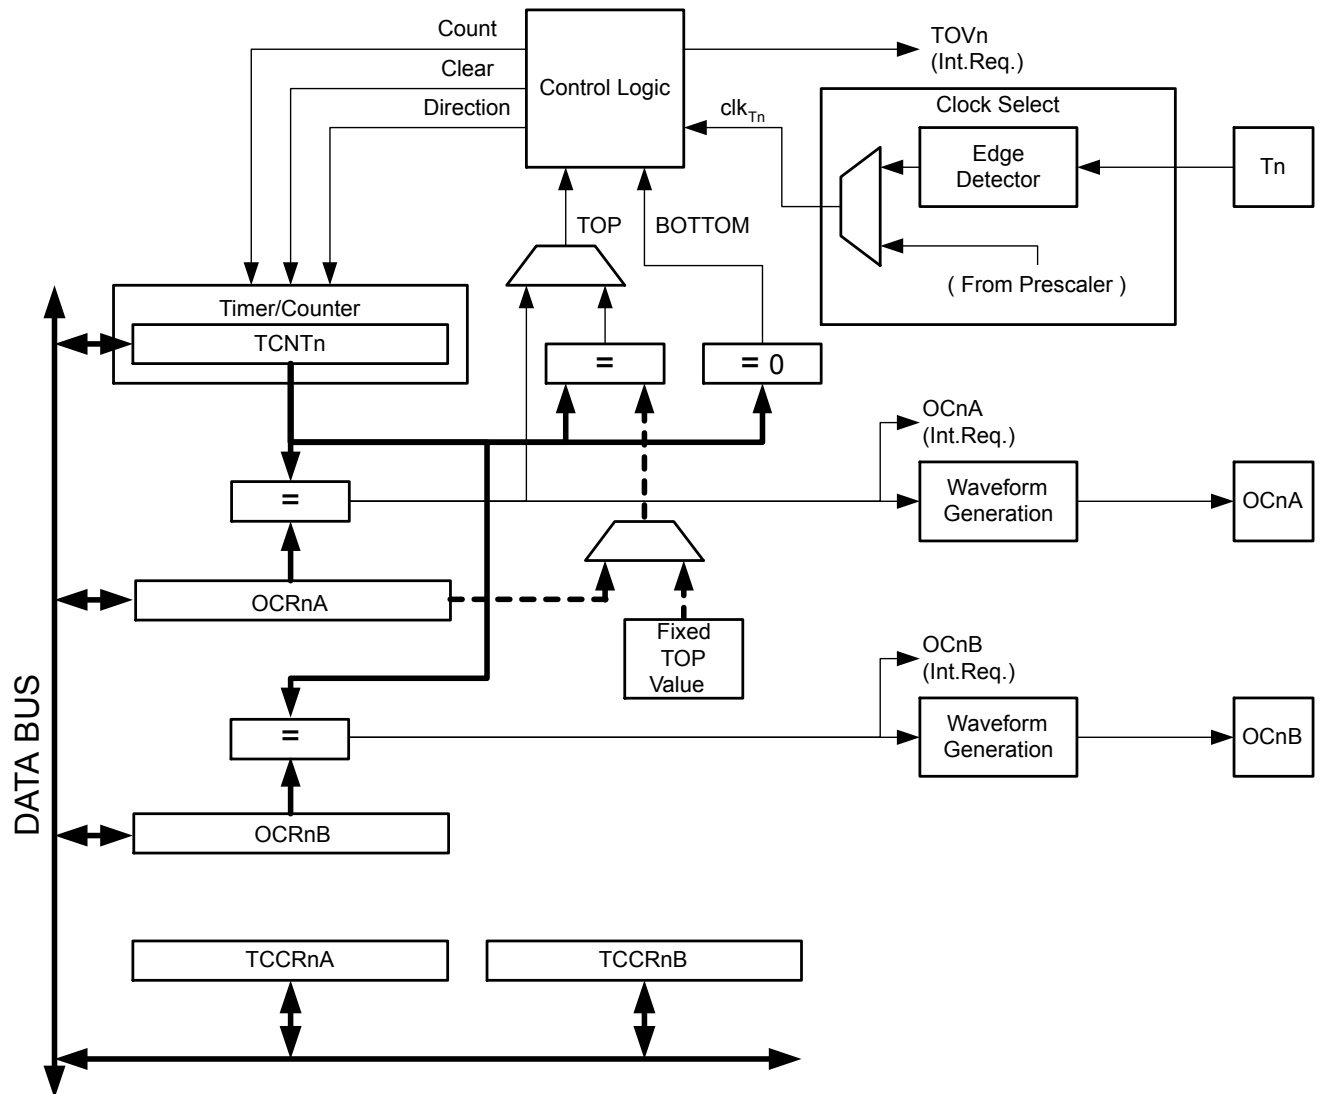 Count
Clear
Direction
Control Logic
TOVn
(Int.Req.)
clkTn
Clock Select
Edge
Detector
Tn
( From Prescaler )
TOP
BOTTOM
Timer/Counter
TCNTn
=
= 0
OCnA
(Int.Req.)
=
Waveform
Generation
OCnA
OCRnA
Fixed
TOP
Value
OCnB
(Int.Req.)
=
Waveform
Generation
OCnB
OCRnB
DATA BUS
TCCRnA
TCCRnB